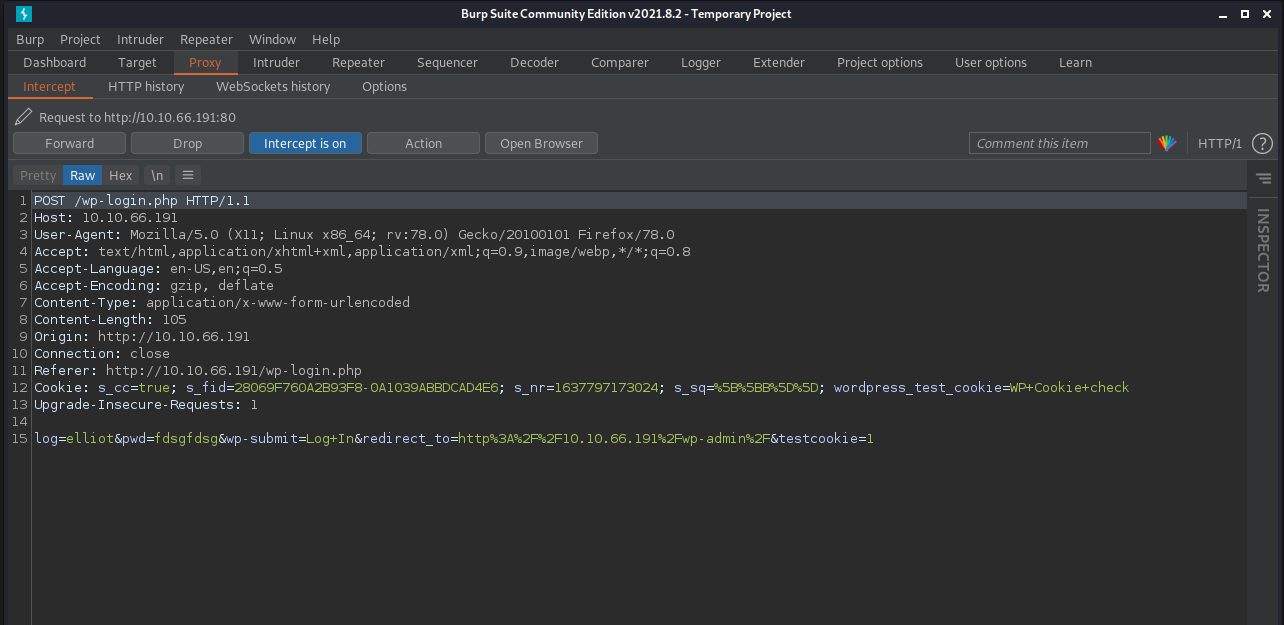 Burp Suite Community Edition v2021.8.2 - Temporary Project
Burp Project Intruder Repeater Window Help
Dashboard Target Proxy Intruder Repeater Sequencer Decoder Comparer Logger Extender Project options User options Learn
Intercept HTTP history WebSockets history Options
Request to http://10.10.66.191:80
Forward Drop Intercept is on Action Open Browser Comment this item HTTP/1 ?
Pretty Raw Hex \n
INSPECTOR
1 POST /wp-login.php HTTP/1.1
2 Host: 10.10.66.191
3 User-Agent: Mozilla/5.0 (X11; Linux x86_64; rv:78.0) Gecko/20100101 Firefox/78.0
4 Accept: text/html,application/xhtml+xml,application/xml;q=0.9,image/webp,*/*;q=0.8
5 Accept-Language: en-US,en;q=0.5
6 Accept-Encoding: gzip, deflate
7 Content-Type: application/x-www-form-urlencoded
8 Content-Length: 105
9 Origin: http://10.10.66.191
10 Connection: close
11 Referer: http://10.10.66.191/wp-login.php
12 Cookie: s_cc=true; s_fid=28069F760A2B93F8-0A1039ABBDCAD4E6; s_nr=1637797173024; s_sq=%5B%5BB%5D%5D; wordpress_test_cookie=WP+Cookie+check
13 Upgrade-Insecure-Requests: 1
14
15 log=elliot&pwd=fdsgfdsg&wp-submit=Log+In&redirect_to=http%3A%2F%2F10.10.66.191%2Fwp-admin%2F&testcookie=1